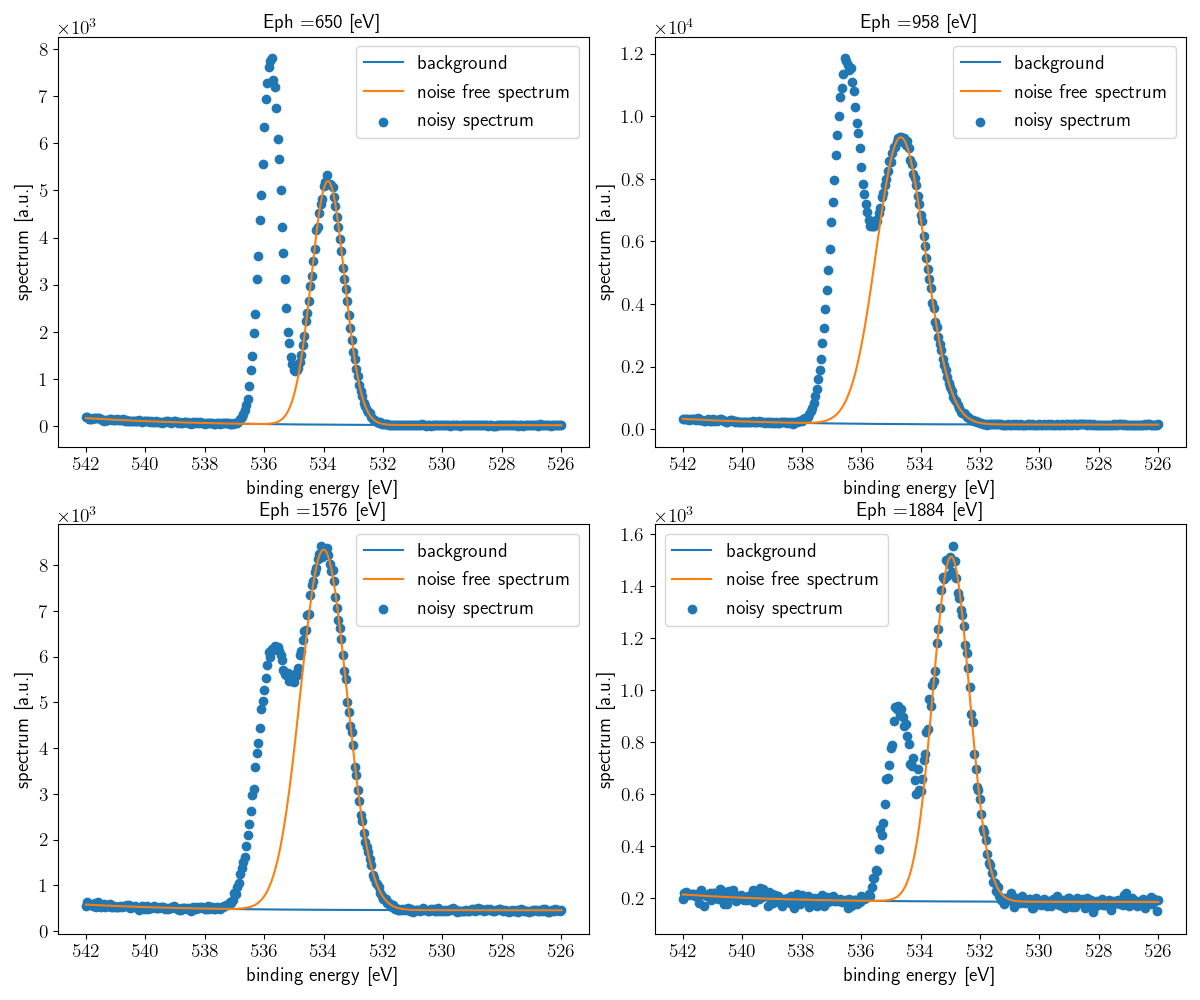 Eph =650 [eV]
×10³
8
7
6
5
4
3
2
1
0
spectrum [a.u.]
background
noise free spectrum
noisy spectrum
542 540 538 536 534 532 530 528 526
binding energy [eV]
Eph =958 [eV]
×10⁴
1.2
1.0
0.8
0.6
0.4
0.2
0.0
spectrum [a.u.]
background
noise free spectrum
noisy spectrum
542 540 538 536 534 532 530 528 526
binding energy [eV]
Eph =1576 [eV]
×10³
8
7
6
5
4
3
2
1
0
spectrum [a.u.]
background
noise free spectrum
noisy spectrum
542 540 538 536 534 532 530 528 526
binding energy [eV]
Eph =1884 [eV]
×10³
1.6
1.4
1.2
1.0
0.8
0.6
0.4
0.2
spectrum [a.u.]
background
noise free spectrum
noisy spectrum
542 540 538 536 534 532 530 528 526
binding energy [eV]